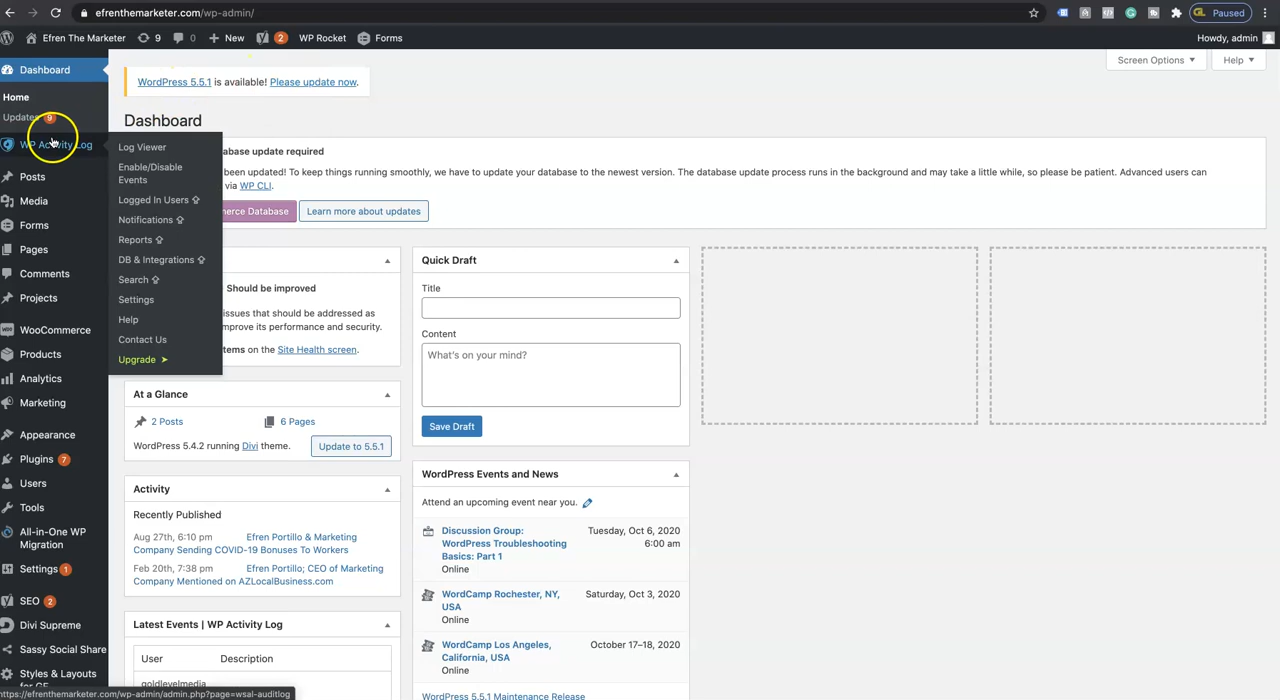 efrenthemarketer.com/wp-admin/
Paused
Efren The Marketer
9
0
New
2
WP Rocket
Forms
Howdy, admin
Dashboard
Home
Updates 9
WP Activity Log
Posts
Media
Forms
Pages
Comments
Projects
WooCommerce
Products
Analytics
Marketing
Appearance
Plugins 7
Users
Tools
All-in-One WP
Migration
Settings 1
SEO 2
Divi Supreme
Sassy Social Share
Styles & Layouts
https://efrenthemarketer.com/wp-admin/admin.php?page=wsal-auditlog
Log Viewer
Enable/Disable
Events
Logged In Users
Notifications
Reports
DB & Integrations
Search
Settings
Help
Contact Us
Upgrade
Screen Options
Help
WordPress 5.5.1 is available! Please update now.
Dashboard
abase update required
been updated! To keep things running smoothly, we have to update your database to the newest version. The database update process runs in the background and may take a little while, so please be patient. Advanced users can
via WP CLI.
erce Database
Learn more about updates
Should be improved
issues that should be addressed as
improve its performance and security.
items on the Site Health screen.
At a Glance
2 Posts
6 Pages
WordPress 5.4.2 running Divi theme.
Update to 5.5.1
Activity
Recently Published
Aug 27th, 6:10 pm Efren Portillo & Marketing
Company Sending COVID-19 Bonuses To Workers
Feb 20th, 7:38 pm Efren Portillo; CEO of Marketing
Company Mentioned on AZLocalBusiness.com
Latest Events | WP Activity Log
User Description
goldlevelmedia
Quick Draft
Title
Content
What's on your mind?
Save Draft
WordPress Events and News
Attend an upcoming event near you.
Discussion Group:
WordPress Troubleshooting
Basics: Part 1
Online
Tuesday, Oct 6, 2020
6:00 am
WordCamp Rochester, NY,
USA
Online
Saturday, Oct 3, 2020
WordCamp Los Angeles,
California, USA
Online
October 17–18, 2020
WordPress 5.5.1 Maintenance Release